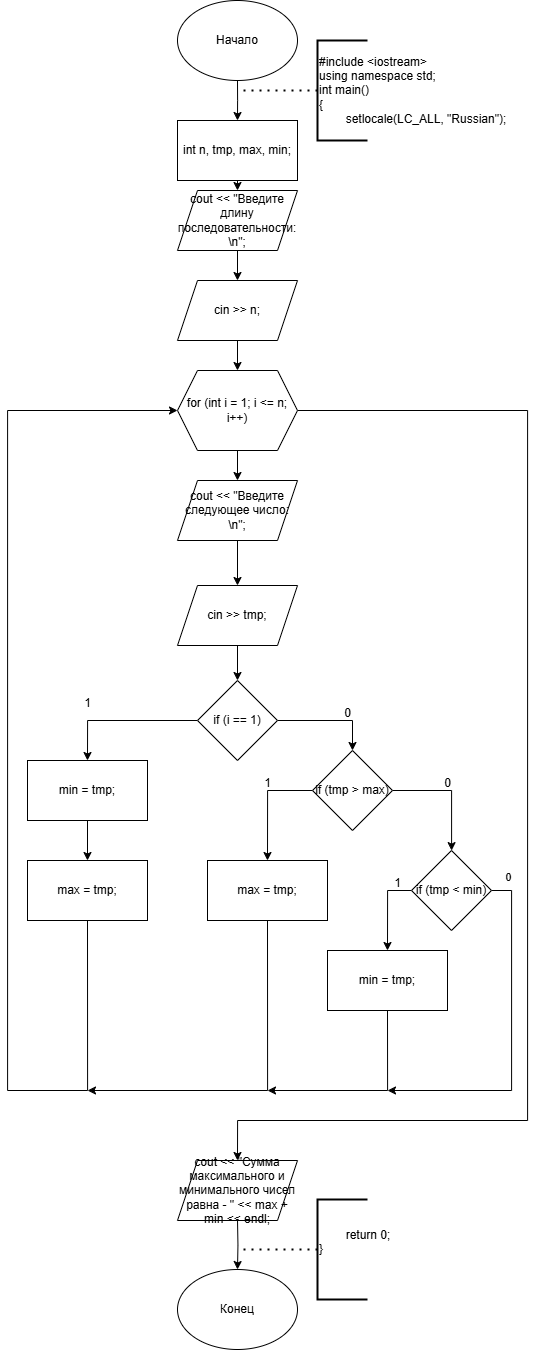 Начало
#include <iostream>
using namespace std;
int main()
{
setlocale(LC_ALL, "Russian");
int n, tmp, max, min;
cout << "Введите
длину
последовательности:
\n";
cin >> n;
for (int i = 1; i <= n;
i++)
cout << "Введите
следующее число:
\n";
cin >> tmp;
if (i == 1)
1
0
min = tmp;
if (tmp > max)
1
0
max = tmp;
max = tmp;
if (tmp < min)
1
0
min = tmp;
cout << "Сумма
максимального и
минимального чисел
равна - " << max +
min << endl;
return 0;
}
Конец